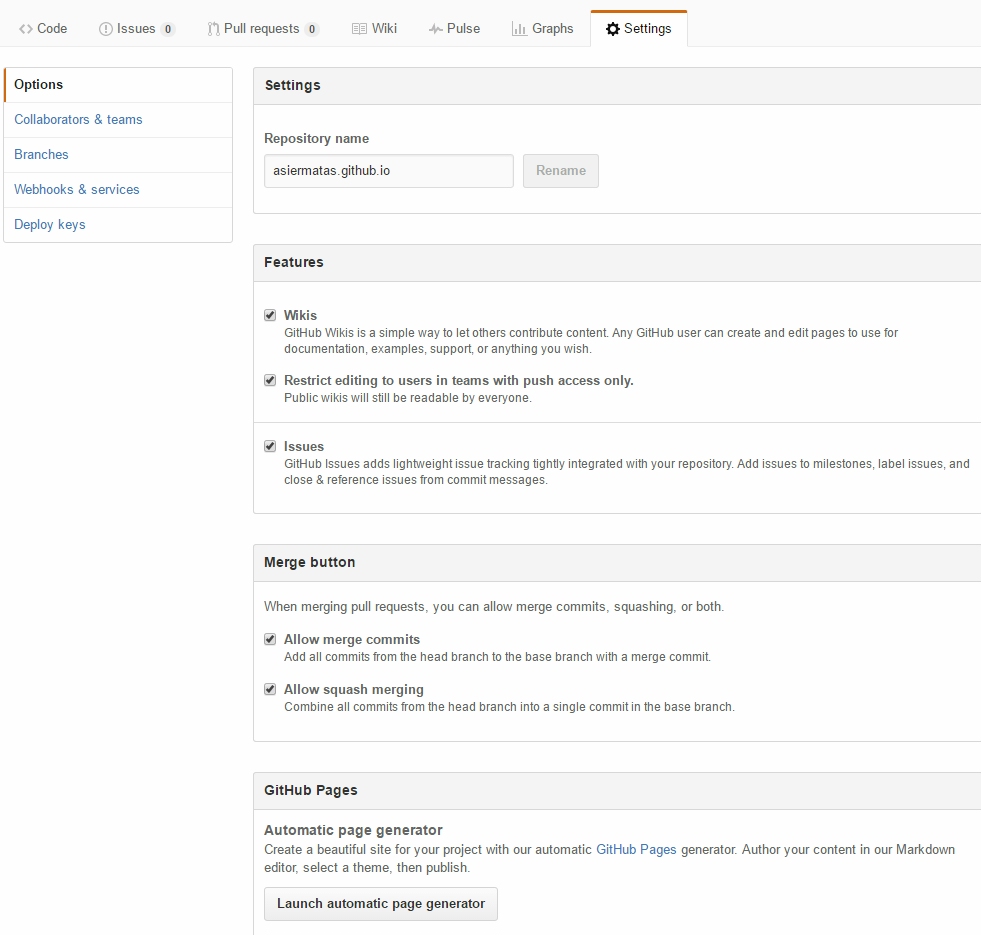 Code Issues 0 Pull requests 0 Wiki Pulse Graphs Settings
Options
Collaborators & teams
Branches
Webhooks & services
Deploy keys
Settings
Repository name
asiermatas.github.io Rename
Features
Wikis
GitHub Wikis is a simple way to let others contribute content. Any GitHub user can create and edit pages to use for
documentation, examples, support, or anything you wish.
Restrict editing to users in teams with push access only.
Public wikis will still be readable by everyone.
Issues
GitHub Issues adds lightweight issue tracking tightly integrated with your repository. Add issues to milestones, label issues, and
close & reference issues from commit messages.
Merge button
When merging pull requests, you can allow merge commits, squashing, or both.
Allow merge commits
Add all commits from the head branch to the base branch with a merge commit.
Allow squash merging
Combine all commits from the head branch into a single commit in the base branch.
GitHub Pages
Automatic page generator
Create a beautiful site for your project with our automatic GitHub Pages generator. Author your content in our Markdown
editor, select a theme, then publish.
Launch automatic page generator